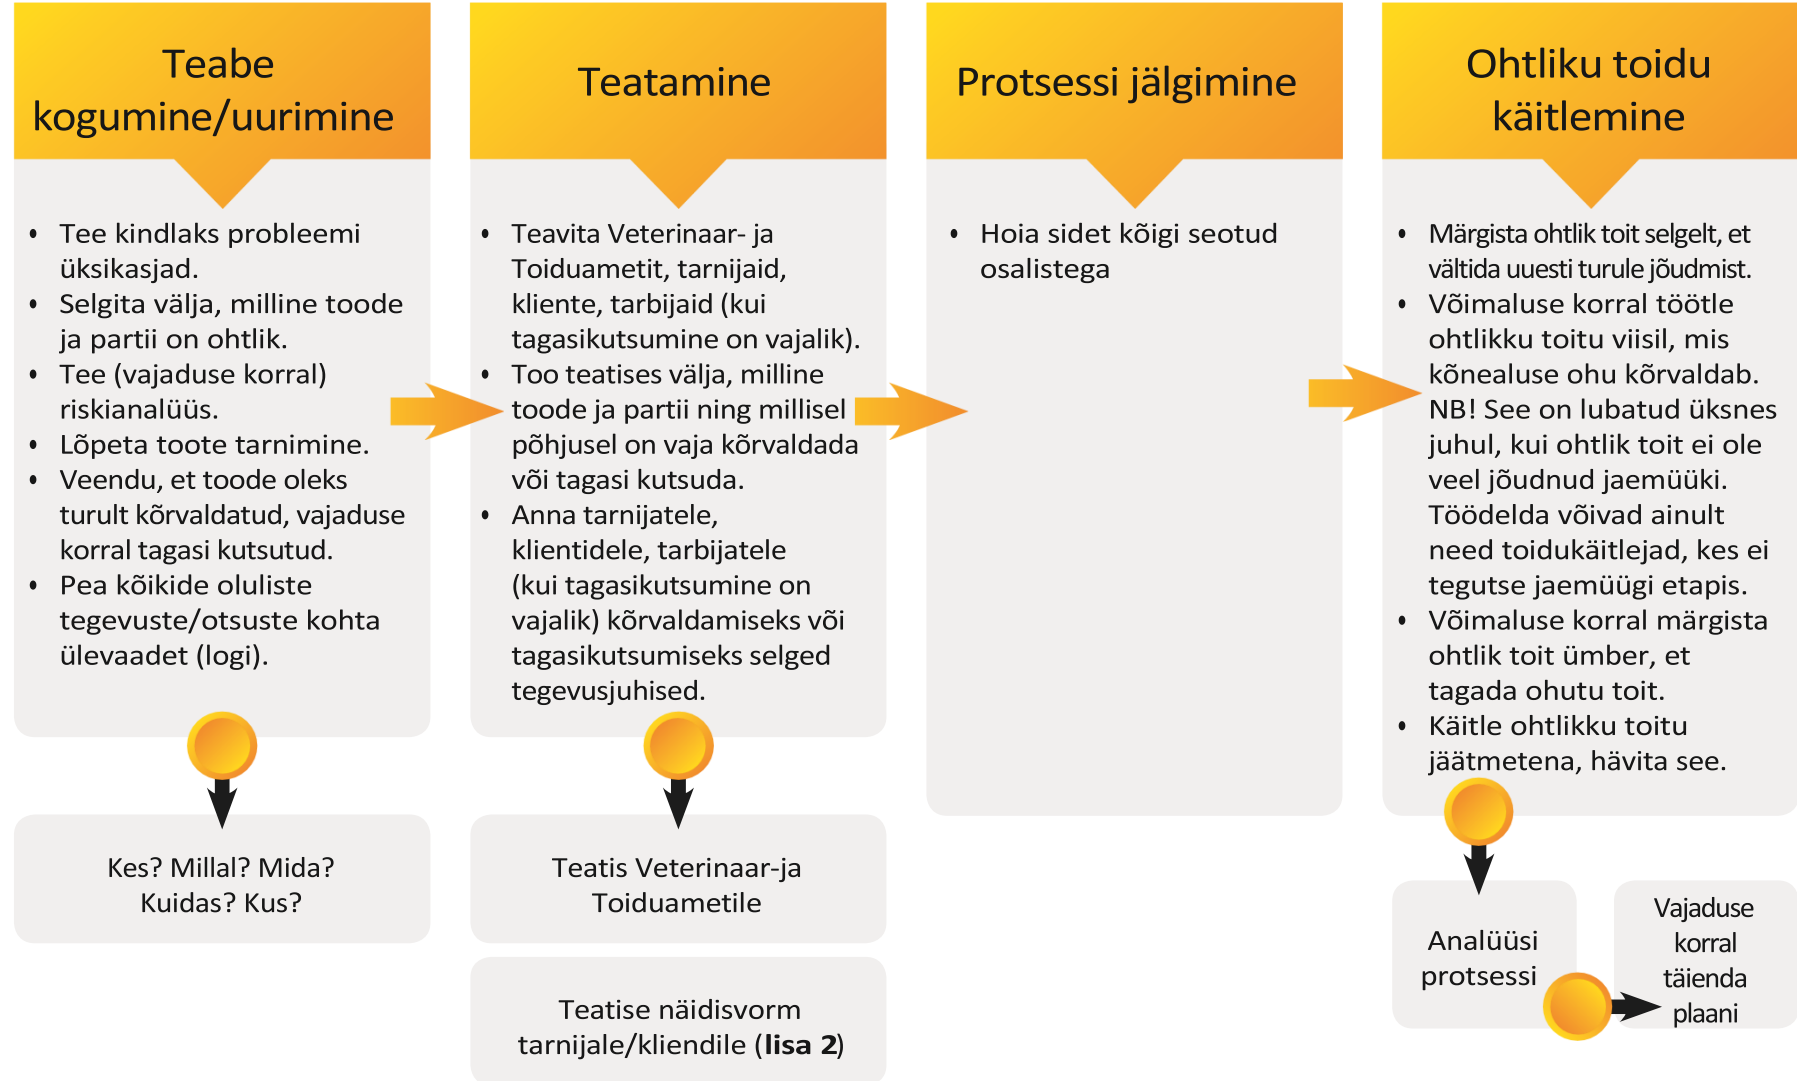 Teabe
kogumine/uurimine
• Tee kindlaks probleemi
üksikasjad.
• Selgita välja, milline toode
ja partii on ohtlik.
• Tee (vajaduse korral)
riskianalüüs.
• Lõpeta toote tarnimine.
• Veendu, et toode oleks
turult kõrvaldatud, vajaduse
korral tagasi kutsutud.
• Pea kõikide oluliste
tegevuste/otsuste kohta
ülevaadet (logi).
Kes? Millal? Mida?
Kuidas? Kus?
Teatamine
• Teavita Veterinaar- ja
Toiduametit, tarnijaid,
kliente, tarbijaid (kui
tagasikutsumine on vajalik).
• Too teatises välja, milline
toode ja partii ning millisel
põhjusel on vaja kõrvaldada
või tagasi kutsuda.
• Anna tarnijatele,
klientidele, tarbijatele
(kui tagasikutsumine on
vajalik) kõrvaldamiseks või
tagasikutsumiseks selged
tegevusjuhised.
Teatis Veterinaar-ja
Toiduametile
Teatise näidisvorm
tarnijale/kliendile (lisa 2)
Protsessi jälgimine
• Hoia sidet kõigi seotud
osalistega
Ohtliku toidu
käitlemine
• Märgista ohtlik toit selgelt, et
vältida uuesti turule jõudmist.
• Võimaluse korral töötle
ohtlikku toitu viisil, mis
kõnealuse ohu kõrvaldab.
NB! See on lubatud üksnes
juhul, kui ohtlik toit ei ole
veel jõudnud jaemüüki.
Töödelda võivad ainult
need toidukäitlejad, kes ei
tegutse jaemüügi etapis.
• Võimaluse korral märgista
ohtlik toit ümber, et
tagada ohutu toit.
• Käitle ohtlikku toitu
jäätmetena, hävita see.
Analüüsi
protsessi
Vajaduse
korral
täienda
plaani